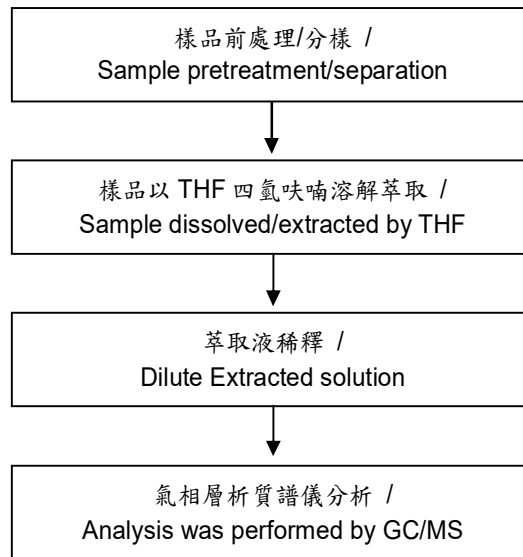 樣品前處理/分樣 /
Sample pretreatment/separation
樣品以 THF 四氫呋喃溶解萃取 /
Sample dissolved/extracted by THF
萃取液稀釋 /
Dilute Extracted solution
氣相層析質譜儀分析 /
Analysis was performed by GC/MS